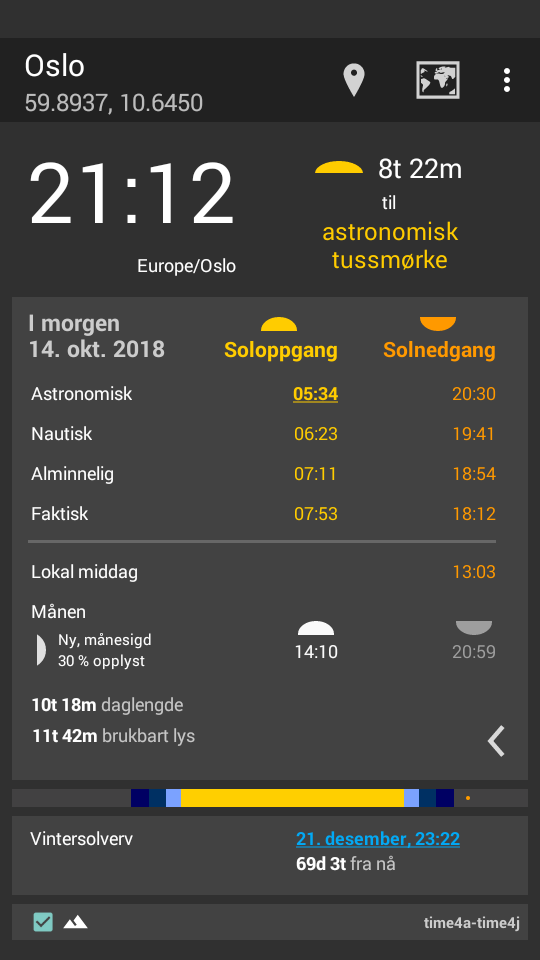 Oslo
59.8937, 10.6450
21:12
Europe/Oslo
8t 22m
til
astronomisk
tussmørke
I morgen
14. okt. 2018
Soloppgang
Solnedgang
Astronomisk 05:34 20:30
Nautisk 06:23 19:41
Alminnelig 07:11 18:54
Faktisk 07:53 18:12
Lokal middag 13:03
Månen
Ny, månesigd
30 % opplyst
14:10 20:59
10t 18m daglengde
11t 42m brukbart lys
Vintersolverv 21. desember, 23:22
69d 3t fra nå
time4a-time4j